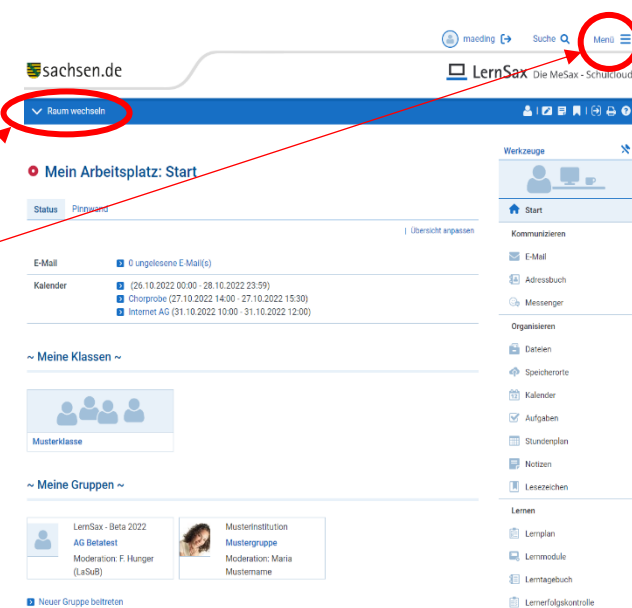 maeding
Suche
Menü
sachsen.de
LernSax Die MeSax - Schulcloud
Raum wechseln
Mein Arbeitsplatz: Start
Status Pinnwand
Übersicht anpassen
E-Mail 0 ungelesene E-Mail(s)
Kalender (26.10.2022 00:00 - 28.10.2022 23:59)
Chorprobe (27.10.2022 14:00 - 27.10.2022 15:30)
Internet AG (31.10.2022 10:00 - 31.10.2022 12:00)
~ Meine Klassen ~
Musterklasse
~ Meine Gruppen ~
LernSax - Beta 2022
AG Betatest
Moderation: F. Hunger
(LaSuB)
Musterinstitution
Mustergruppe
Moderation: Maria
Mustername
Neuer Gruppe beitreten
Werkzeuge
Start
Kommunizieren
E-Mail
Adressbuch
Messenger
Organisieren
Dateien
Speicherorte
Kalender
Aufgaben
Stundenplan
Notizen
Lesezeichen
Lernen
Lernplan
Lernmodule
Lerntagebuch
Lernerfolgskontrolle